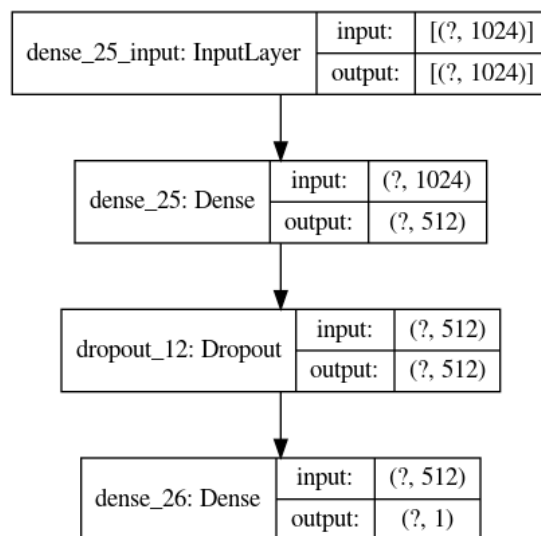 dense_25_input: InputLayer
input: [(?, 1024)]
output: [(?, 1024)]
dense_25: Dense
input: (?, 1024)
output: (?, 512)
dropout_12: Dropout
input: (?, 512)
output: (?, 512)
dense_26: Dense
input: (?, 512)
output: (?, 1)